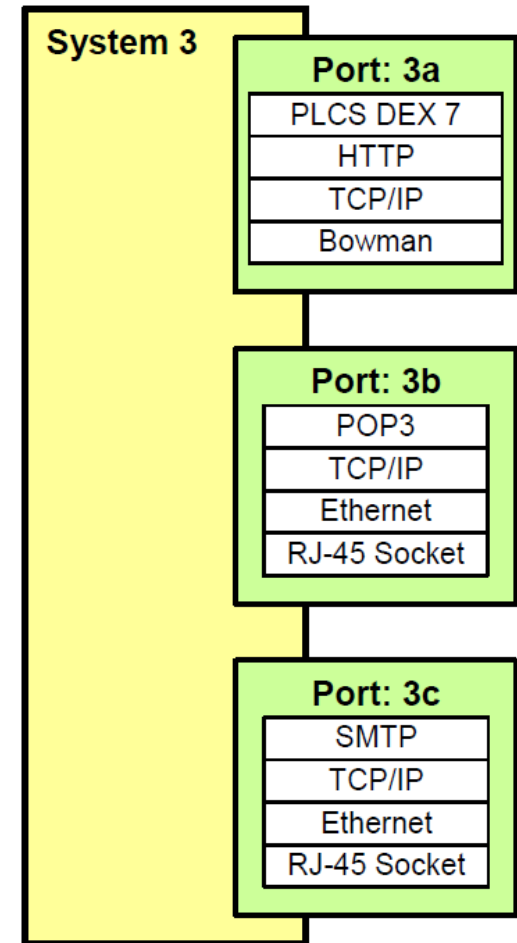 System 3
Port: 3a
PLCS DEX 7
HTTP
TCP/IP
Bowman
Port: 3b
POP3
TCP/IP
Ethernet
RJ-45 Socket
Port: 3c
SMTP
TCP/IP
Ethernet
RJ-45 Socket